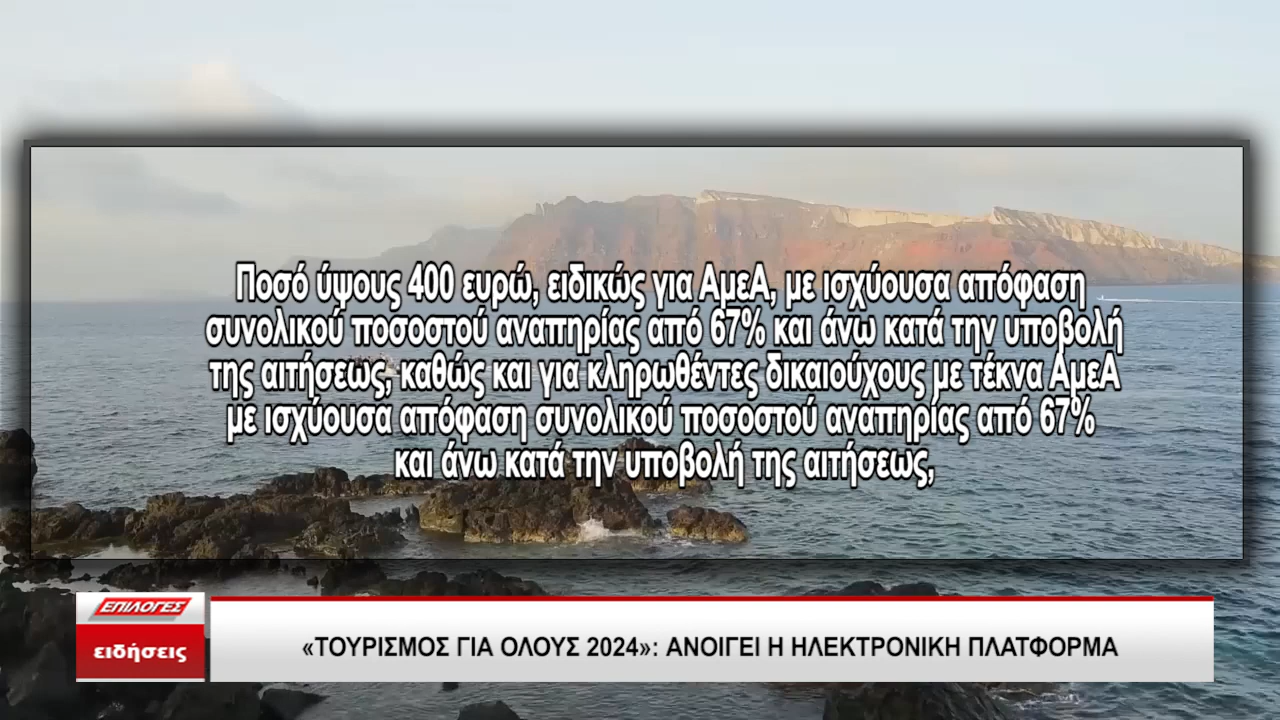 Ποσό ύψους 400 ευρώ, ειδικώς για ΑμεΑ, με ισχύουσα απόφαση
συνολικού ποσοστού αναπηρίας από 67% και άνω κατά την υποβολή
της αιτήσεως, καθώς και για κληρωθέντες δικαιούχους με τέκνα ΑμεΑ
με ισχύουσα απόφαση συνολικού ποσοστού αναπηρίας από 67%
και άνω κατά την υποβολή της αιτήσεως,
ΕΠΙΛΟΓΕΣ
ειδήσεις
«ΤΟΥΡΙΣΜΟΣ ΓΙΑ ΟΛΟΥΣ 2024»: ΑΝΟΙΓΕΙ Η ΗΛΕΚΤΡΟΝΙΚΗ ΠΛΑΤΦΟΡΜΑ